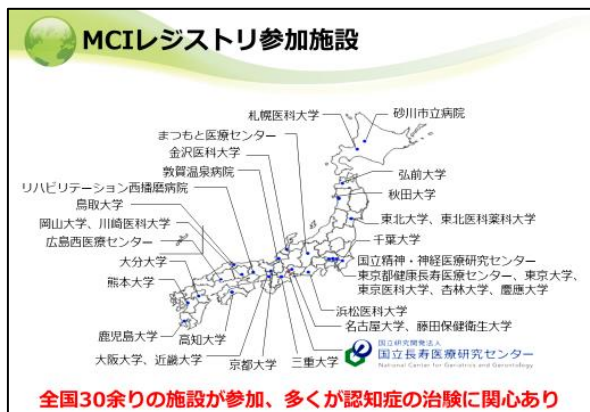 MCIレジストリ参加施設
札幌医科大学
砂川市立病院
まつもと医療センター
金沢医科大学
敦賀温泉病院
リハビリテーション西播磨病院
鳥取大学
岡山大学、川崎医科大学
広島西医療センター
大分大学
熊本大学
弘前大学
秋田大学
東北大学、東北医科薬科大学
千葉大学
国立精神・神経医療研究センター
東京都健康長寿医療センター、東京大学、
東京医科大学、杏林大学、慶應大学
浜松医科大学
名古屋大学、藤田保健衛生大学
鹿児島大学
高知大学
大阪大学、近畿大学
京都大学
三重大学
国立研究開発法人
国立長寿医療研究センター
National Center for Geriatrics and Gerontology
全国30余りの施設が参加、多くが認知症の治験に関心あり